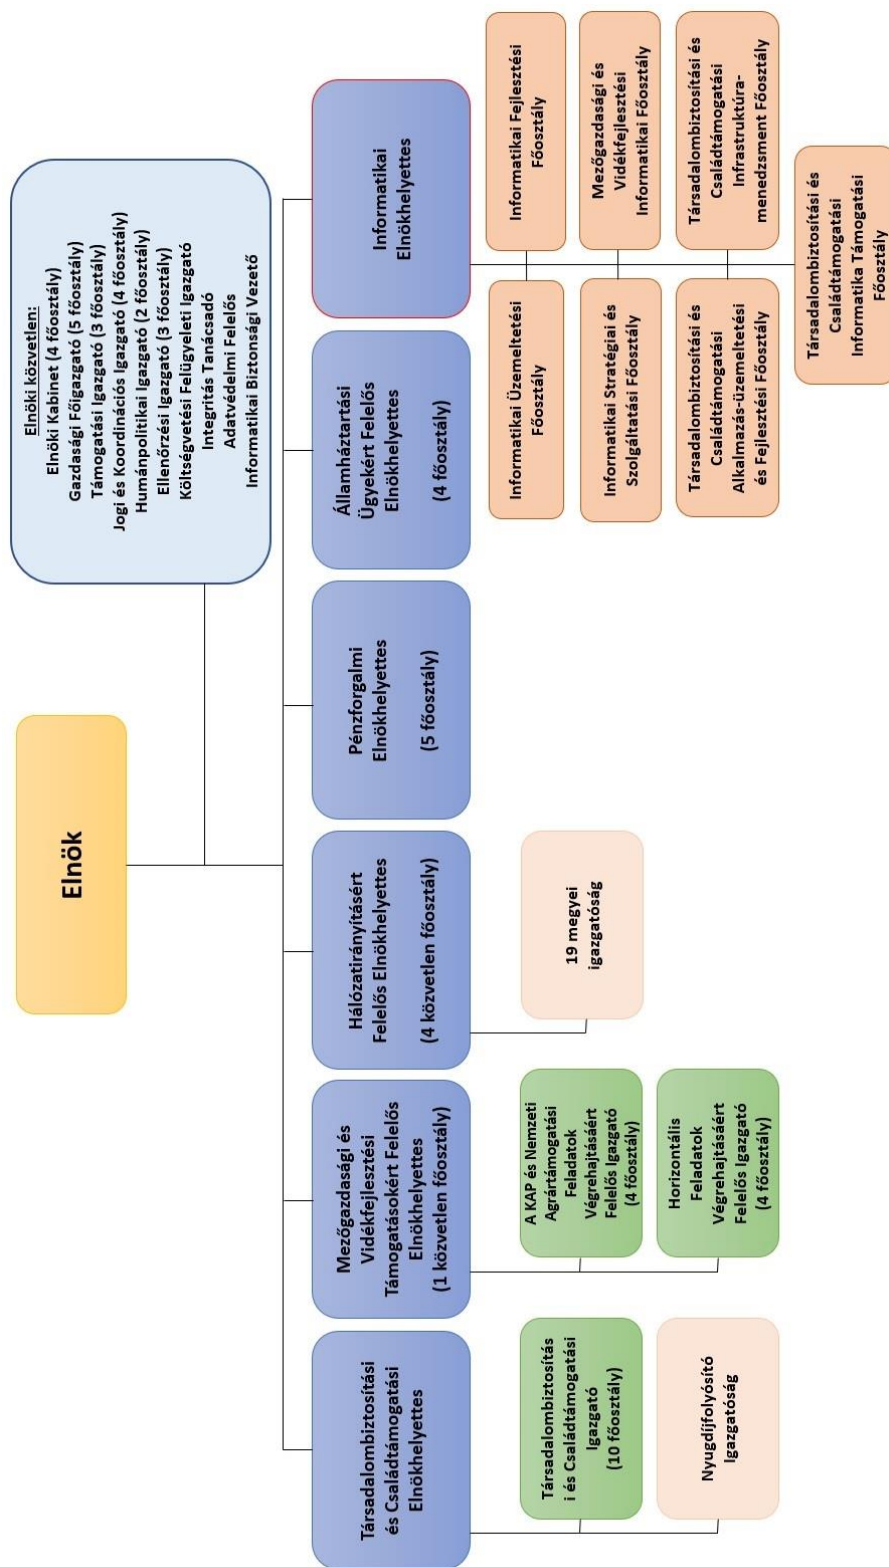 Elnök
Elnöki közvetlen:
Elnöki Kabinet (4 főosztály)
Gazdasági Főigazgató (5 főosztály)
Támogatási Igazgató (3 főosztály)
Jogi és Koordinációs Igazgató (4 főosztály)
Humánpolitikai Igazgató (2 főosztály)
Ellenőrzési Igazgató (3 főosztály)
Költségvetési Felügyeleti Igazgató
Integritás Tanácsadó
Adatvédelmi Felelős
Informatikai Biztonsági Vezető
Társadalombiztosítási
és Családtámogatási
Elnökhelyettes
Mezőgazdasági és
Vidékfejlesztési
Támogatásokért Felelős
Elnökhelyettes
(1 közvetlen főosztály)
Hálózatirányításért
Felelős Elnökhelyettes
(4 közvetlen főosztály)
Pénzforgalmi
Elnökhelyettes
(5 főosztály)
Államháztartási
Ügyekért Felelős
Elnökhelyettes
(4 főosztály)
Informatikai
Elnökhelyettes
Társadalombiztosítás
i és Családtámogatási
Igazgató
(10 főosztály)
Nyugdíjfolyósító
Igazgatóság
A KAP és Nemzeti
Agrártámogatási
Feladatok
Végrehajtásáért
Felelős Igazgató
(4 főosztály)
Horizontális
Feladatok
Végrehajtásáért
Felelős Igazgató
(4 főosztály)
19 megyei
igazgatóság
Informatikai Üzemeltetési
Főosztály
Informatikai Fejlesztési
Főosztály
Informatikai Stratégiai és
Szolgáltatási Főosztály
Mezőgazdasági és
Vidékfejlesztési
Informatikai Főosztály
Társadalombiztosítási és
Családtámogatási
Alkalmazás-üzemeltetési
és Fejlesztési Főosztály
Társadalombiztosítási és
Családtámogatási
Infrastruktúra-
menedzsment Főosztály
Társadalombiztosítási és
Családtámogatási
Informatika Támogatási
Főosztály